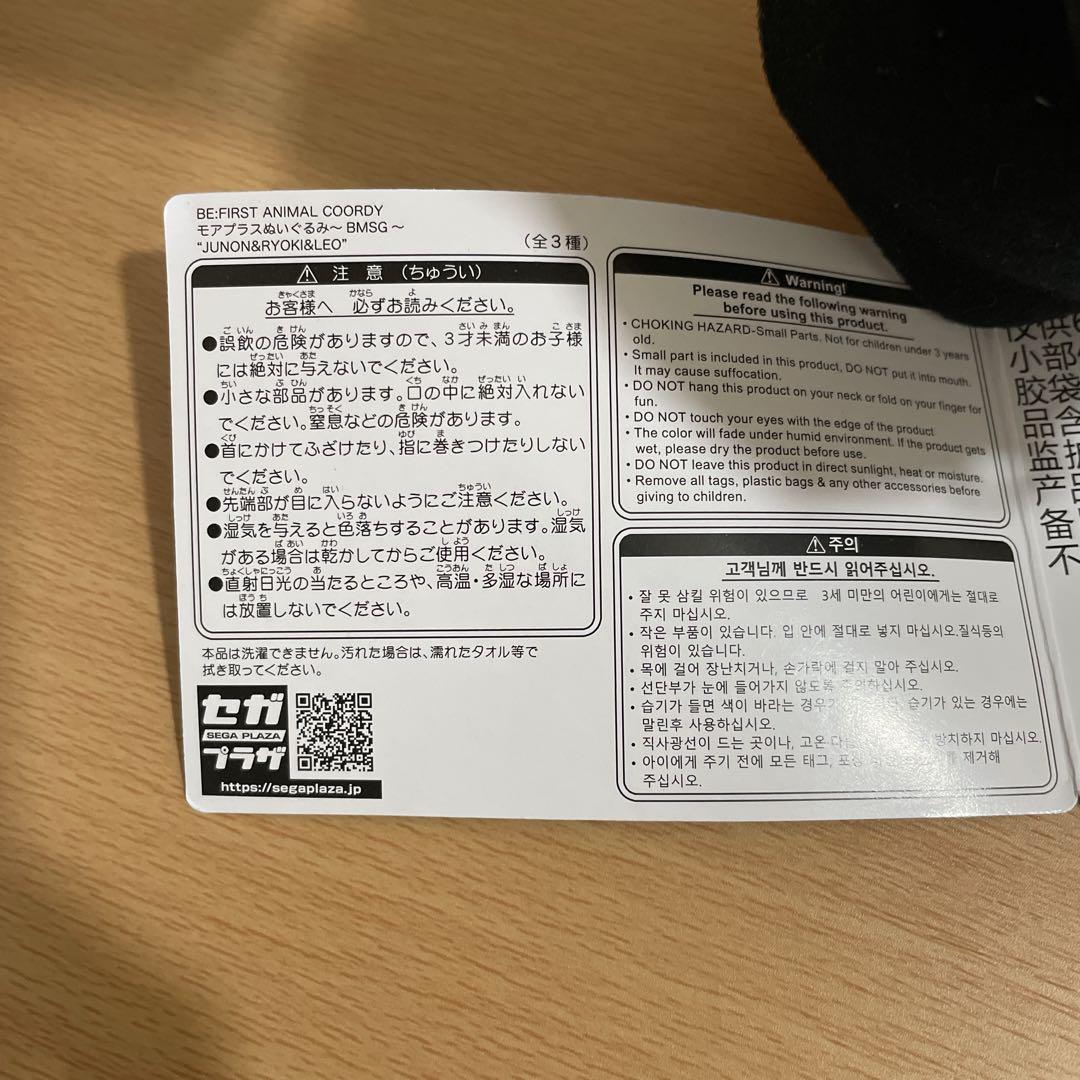 BE:FIRST ANIMAL COORDY
モアプラスぬいぐるみ～BMSG～
"JUNON&RYOKI&LEO"
（全３種）
⚠ 注 意 （ちゅうい）
お客様へ 必ずお読みください。
●誤飲の危険がありますので、３才未満のお子様
には絶対に与えないでください。
●小さな部品があります。口の中に絶対入れない
でください。窒息などの危険があります。
●首にかけてふざけたり、指に巻きつけたりしない
でください。
●先端部が目に入らないようにご注意ください。
●湿気を与えると色落ちすることがあります。湿気
がある場合は乾かしてからご使用ください。
●直射日光の当たるところや、高温・多湿な場所に
は放置しないでください。
本品は洗濯できません。汚れた場合は、濡れたタオル等で
拭き取ってください。
セガ
SEGA PLAZA
プラザ
https://segaplaza.jp
⚠ Warning!
Please read the following warning
before using this product.
• CHOKING HAZARD-Small Parts. Not for children under 3 years
old.
• Small part is included in this product, DO NOT put it into mouth.
It may cause suffocation.
• DO NOT hang this product on your neck or fold on your finger for
fun.
• DO NOT touch your eyes with the edge of the product
• The color will fade under humid environment. If the product gets
wet, please dry the product before use.
• DO NOT leave this product in direct sunlight, heat or moisture.
• Remove all tags, plastic bags & any other accessories before
giving to children.
⚠주의
고객님께 반드시 읽어주십시오.
• 잘 못 삼킬 위험이 있으므로 3세 미만의 어린이에게는 절대로
주지 마십시오.
• 작은 부품이 있습니다. 입 안에 절대로 넣지 마십시오.질식등의
위험이 있습니다.
• 목에 걸어 장난치거나, 손가락에 걸지 말아 주십시오.
• 선단부가 눈에 들어가지 않도록 주의하십시오.
• 습기가 들면 색이 바라는 경우가 습기가 있는 경우에는
말린후 사용하십시오.
• 직사광선이 드는 곳이나, 고온 방치하지 마십시오.
• 아이에게 주기 전에 모든 태그, 포장 제거해
주십시오.
小部
胶袋
品含
监护
产品
备
不